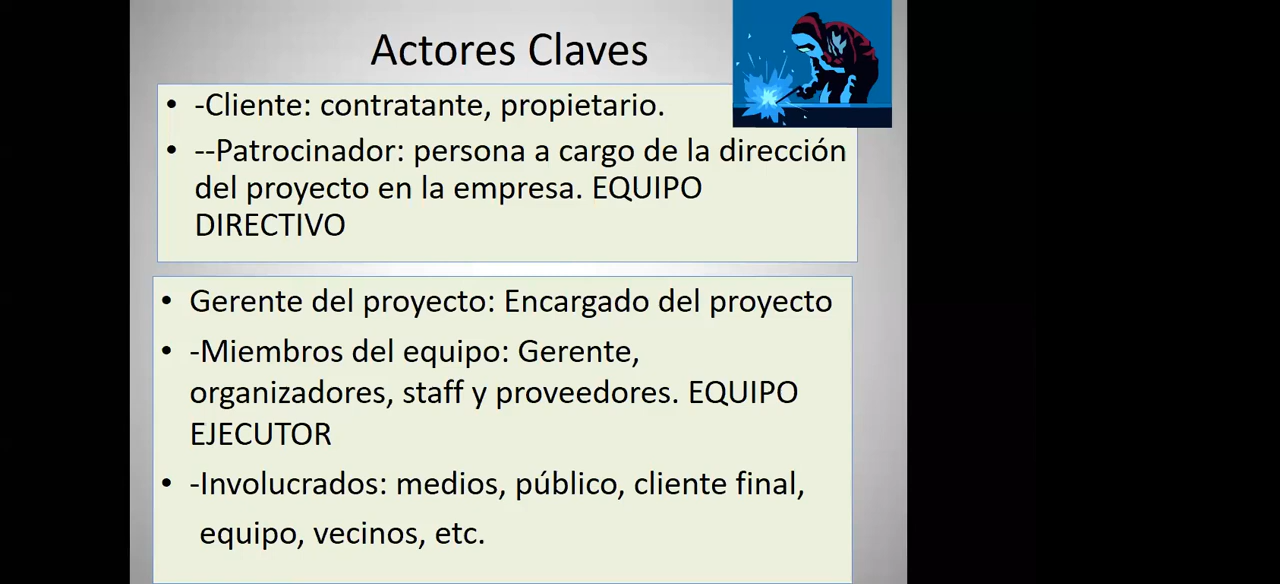 Actores Claves
• -Cliente: contratante, propietario.
• --Patrocinador: persona a cargo de la dirección
del proyecto en la empresa. EQUIPO
DIRECTIVO
• Gerente del proyecto: Encargado del proyecto
• -Miembros del equipo: Gerente,
organizadores, staff y proveedores. EQUIPO
EJECUTOR
• -Involucrados: medios, público, cliente final,
equipo, vecinos, etc.